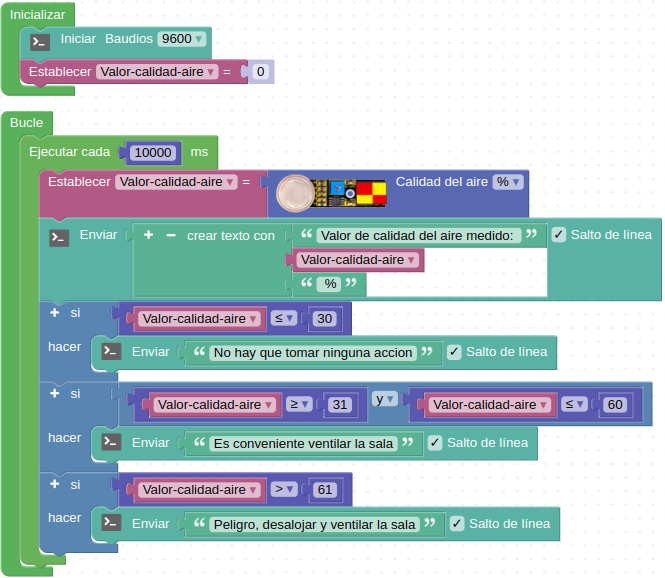 Inicializar
Iniciar Baudios 9600
Establecer Valor-calidad-aire = 0
Bucle
Ejecutar cada 10000 ms
Establecer Valor-calidad-aire = Calidad del aire %
Enviar + − crear texto con “ Valor de calidad del aire medido: ” ✓ Salto de línea
Valor-calidad-aire
“ % ”
+ si Valor-calidad-aire ≤ 30
hacer Enviar “ No hay que tomar ninguna accion ” ✓ Salto de línea
+ si Valor-calidad-aire ≥ 31 y Valor-calidad-aire ≤ 60
hacer Enviar “ Es conveniente ventilar la sala ” ✓ Salto de línea
+ si Valor-calidad-aire > 61
hacer Enviar “ Peligro, desalojar y ventilar la sala ” ✓ Salto de línea